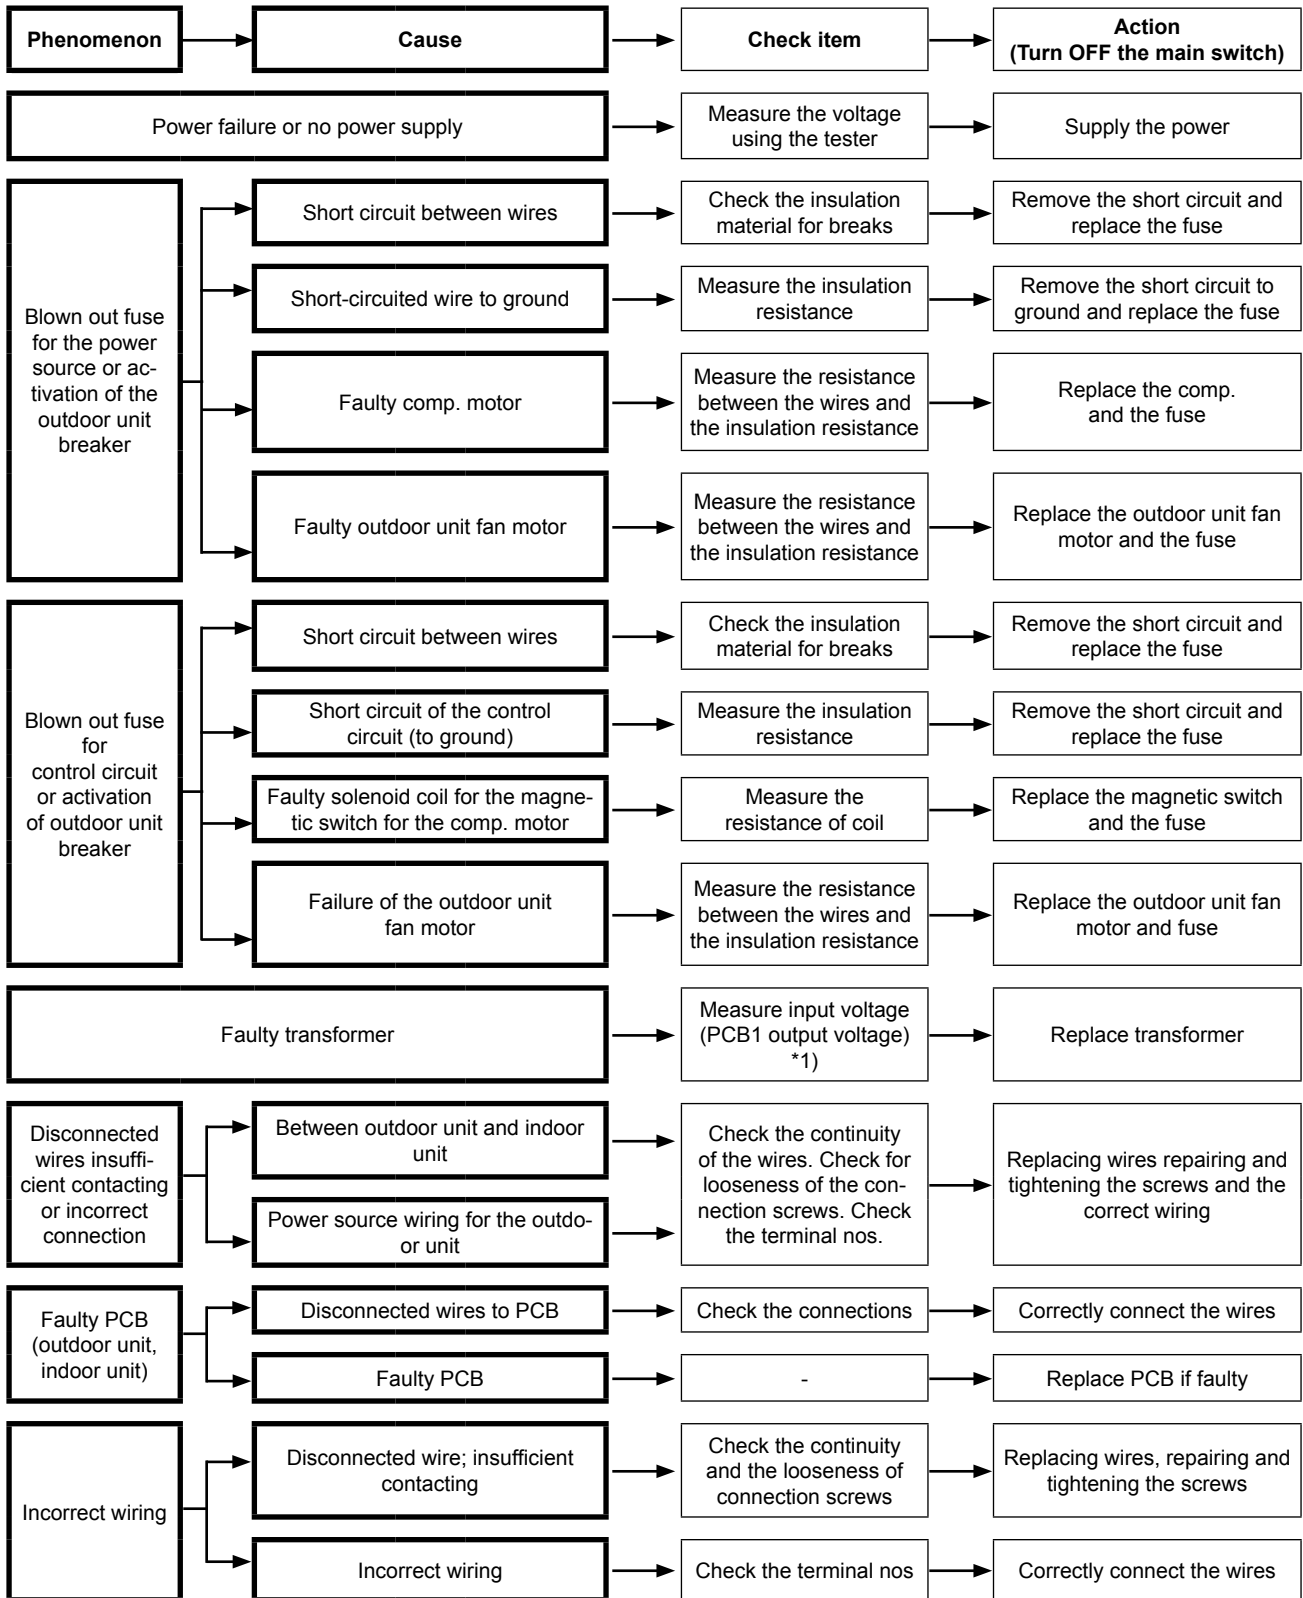 Phenomenon
Cause
Check item
Action
(Turn OFF the main switch)
Power failure or no power supply
Measure the voltage
using the tester
Supply the power
Blown out fuse
for the power
source or ac-
tivation of the
outdoor unit
breaker
Short circuit between wires
Check the insulation
material for breaks
Remove the short circuit and
replace the fuse
Short-circuited wire to ground
Measure the insulation
resistance
Remove the short circuit to
ground and replace the fuse
Faulty comp. motor
Measure the resistance
between the wires and
the insulation resistance
Replace the comp.
and the fuse
Faulty outdoor unit fan motor
Measure the resistance
between the wires and
the insulation resistance
Replace the outdoor unit fan
motor and the fuse
Blown out fuse
for
control circuit
or activation
of outdoor unit
breaker
Short circuit between wires
Check the insulation
material for breaks
Remove the short circuit and
replace the fuse
Short circuit of the control
circuit (to ground)
Measure the insulation
resistance
Remove the short circuit and
replace the fuse
Faulty solenoid coil for the magne-
tic switch for the comp. motor
Measure the
resistance of coil
Replace the magnetic switch
and the fuse
Failure of the outdoor unit
fan motor
Measure the resistance
between the wires and
the insulation resistance
Replace the outdoor unit fan
motor and fuse
Faulty transformer
Measure input voltage
(PCB1 output voltage)
*1)
Replace transformer
Disconnected
wires insuffi-
cient contacting
or incorrect
connection
Between outdoor unit and indoor
unit
Power source wiring for the outdo-
or unit
Check the continuity
of the wires. Check for
looseness of the con-
nection screws. Check
the terminal nos.
Replacing wires repairing and
tightening the screws and the
correct wiring
Faulty PCB
(outdoor unit,
indoor unit)
Disconnected wires to PCB
Check the connections
Correctly connect the wires
Faulty PCB
-
Replace PCB if faulty
Incorrect wiring
Disconnected wire; insufficient
contacting
Check the continuity
and the looseness of
connection screws
Replacing wires, repairing and
tightening the screws
Incorrect wiring
Check the terminal nos
Correctly connect the wires